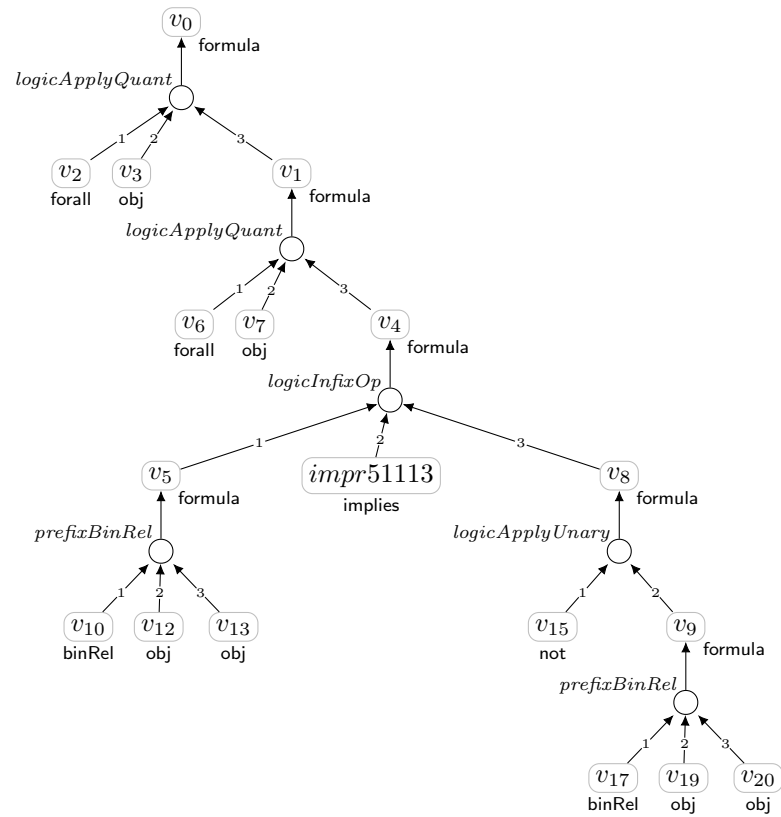 v0
formula
logicApplyQuant
1 2 3
v2 v3 v1
forall obj formula
logicApplyQuant
1 2 3
v6 v7 v4
forall obj formula
logicInfixOp
1 2 3
v5 impr51113 v8
formula implies formula
prefixBinRel logicApplyUnary
1 2 3 1 2
v10 v12 v13 v15 v9
binRel obj obj not formula
prefixBinRel
1 2 3
v17 v19 v20
binRel obj obj